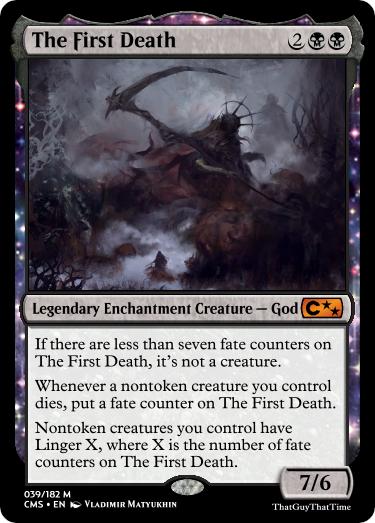 The First Death 2
Legendary Enchantment Creature — God C
If there are less than seven fate counters on
The First Death, it's not a creature.
Whenever a nontoken creature you control
dies, put a fate counter on The First Death.
Nontoken creatures you control have
Linger X, where X is the number of fate
counters on The First Death.
7/6
039/182 M
CMS • EN Vladimir Matyukhin
ThatGuyThatTime